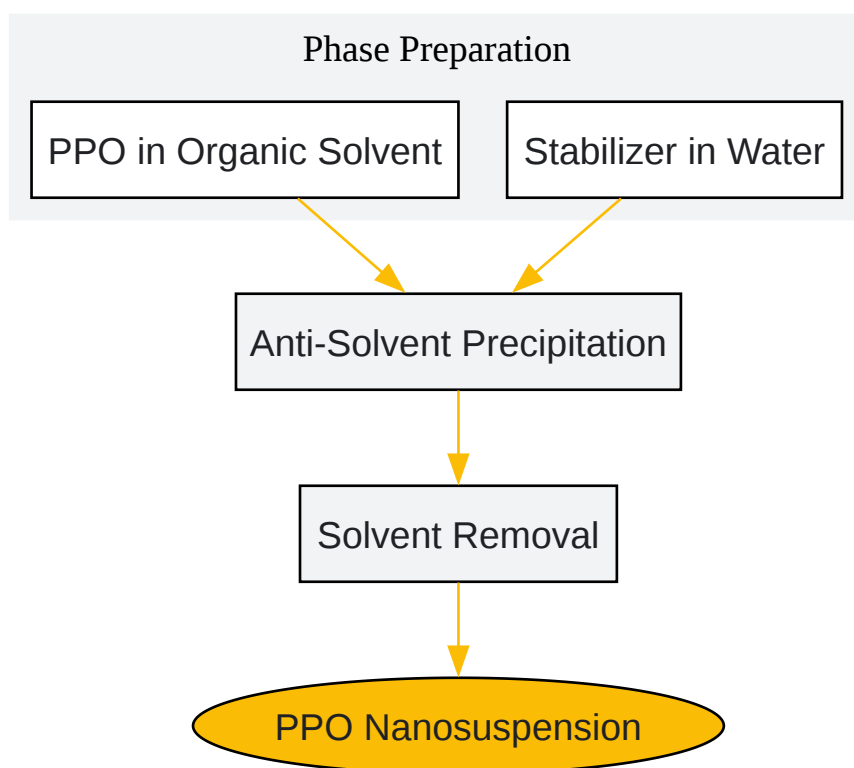 Phase Preparation
PPO in Organic Solvent
Stabilizer in Water
Anti-Solvent Precipitation
Solvent Removal
PPO Nanosuspension